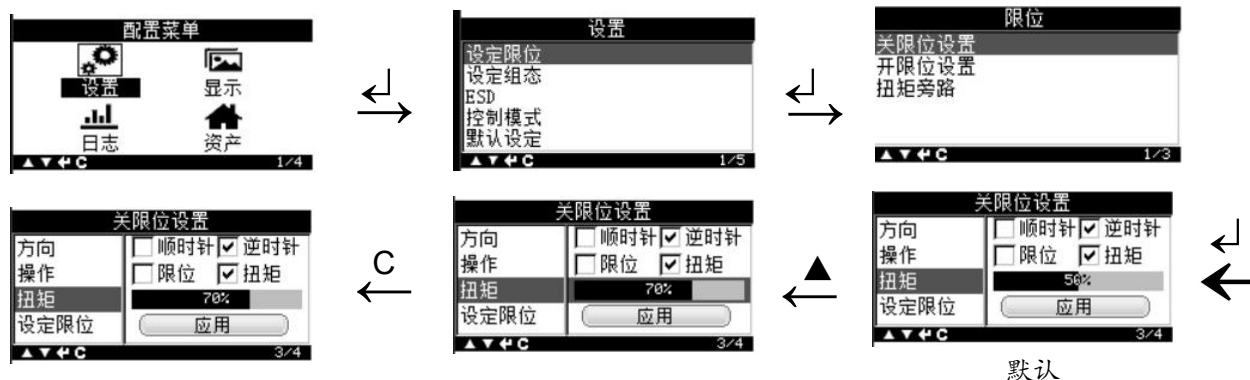 配置菜单
设置
显示
日志
资产
▲ ▼ ↵ C 1/4
↵
设置
设定限位
设定组态
ESD
控制模式
默认设定
▲ ▼ ↵ C 1/5
↵
限位
关限位设置
开限位设置
扭矩旁路
▲ ▼ ↵ C 1/3
↵
关限位设置
方向 顺时针 逆时针
操作 限位 扭矩
扭矩 50%
设定限位 应用
▲ ▼ ↵ C 3/4
默认
▲
关限位设置
方向 顺时针 逆时针
操作 限位 扭矩
扭矩 70%
设定限位 应用
▲ ▼ ↵ C 3/4
C
关限位设置
方向 顺时针 逆时针
操作 限位 扭矩
扭矩 70%
设定限位 应用
▲ ▼ ↵ C 3/4